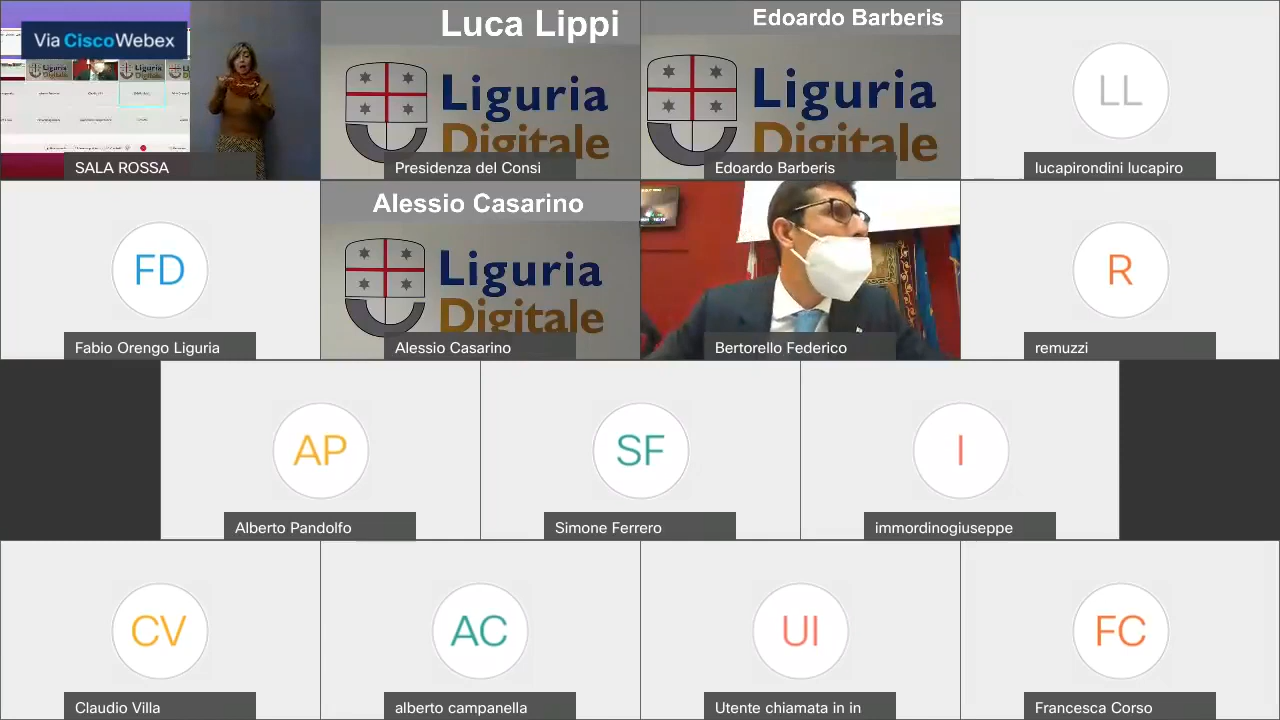 Via Cisco Webex
SALA ROSSA
Luca Lippi
Liguria
Digitale
Presidenza del Consi
Edoardo Barberis
Liguria
Digitale
Edoardo Barberis
LL
lucapirondini lucapiro
FD
Fabio Orengo Liguria
Alessio Casarino
Liguria
Digitale
Alessio Casarino
Bertorello Federico
R
remuzzi
AP
Alberto Pandolfo
SF
Simone Ferrero
I
immordinogiuseppe
CV
Claudio Villa
AC
alberto campanella
UI
Utente chiamata in in
FC
Francesca Corso